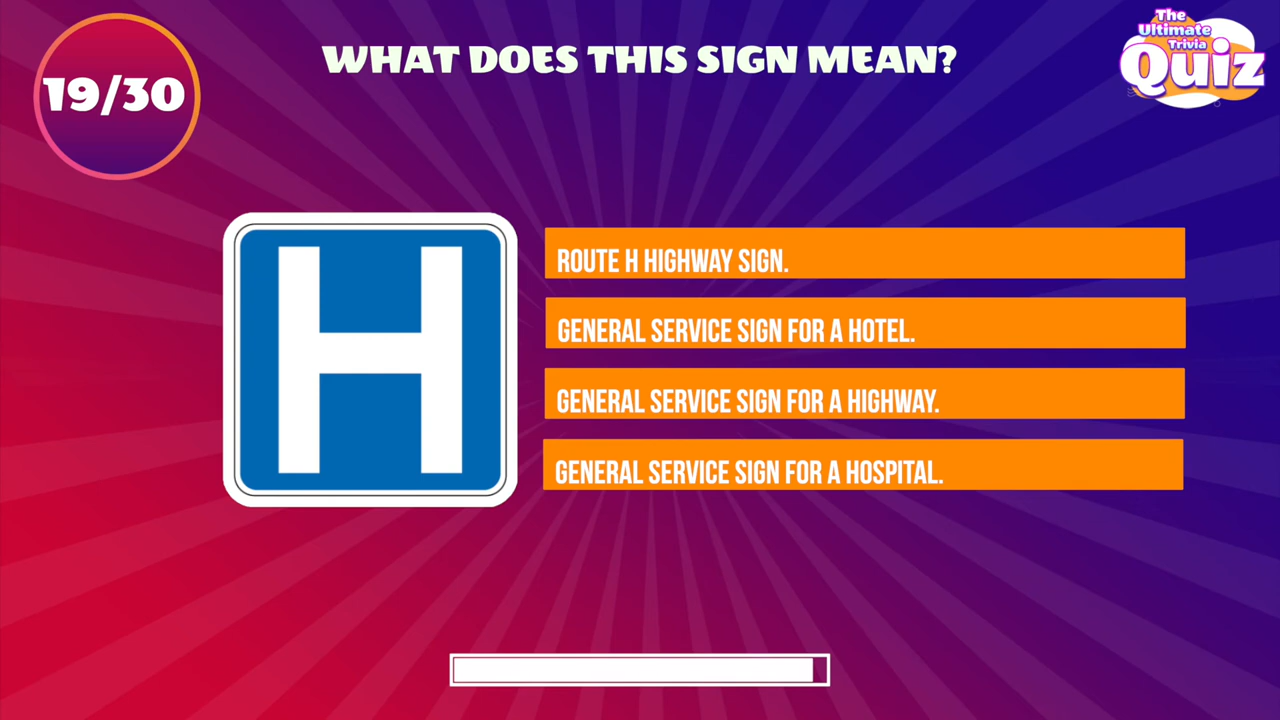 19/30
WHAT DOES THIS SIGN MEAN?
The
Ultimate
Trivia
Quiz
H
ROUTE H HIGHWAY SIGN.
GENERAL SERVICE SIGN FOR A HOTEL.
GENERAL SERVICE SIGN FOR A HIGHWAY.
GENERAL SERVICE SIGN FOR A HOSPITAL.